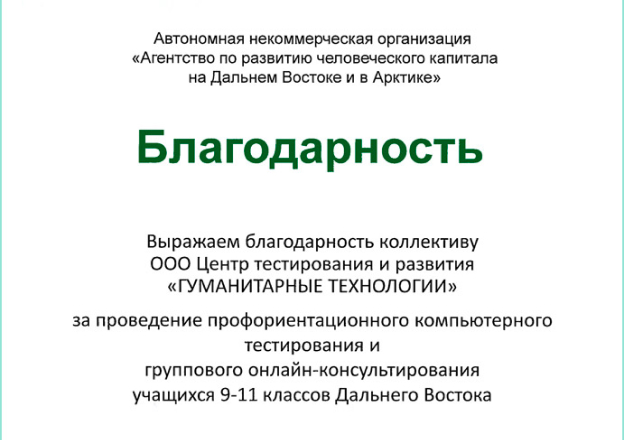 Автономная некоммерческая организация
«Агентство по развитию человеческого капитала
на Дальнем Востоке и в Арктике»
Благодарность
Выражаем благодарность коллективу
ООО Центр тестирования и развития
«ГУМАНИТАРНЫЕ ТЕХНОЛОГИИ»
за проведение профориентационного компьютерного
тестирования и
группового онлайн-консультирования
учащихся 9-11 классов Дальнего Востока